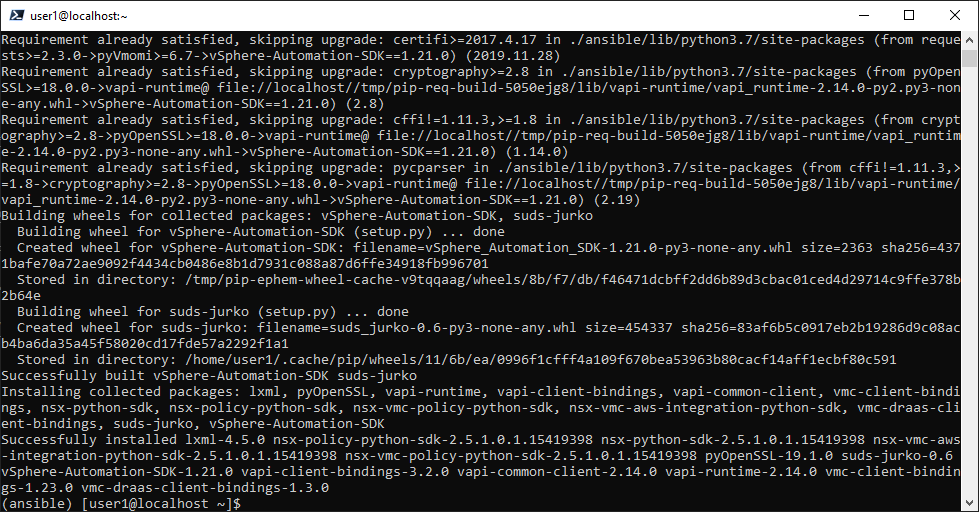 user1@localhost:~
Requirement already satisfied, skipping upgrade: certifi>=2017.4.17 in ./ansible/lib/python3.7/site-packages (from reque
sts>=2.3.0->pyVmomi>=6.7->vSphere-Automation-SDK==1.21.0) (2019.11.28)
Requirement already satisfied, skipping upgrade: cryptography>=2.8 in ./ansible/lib/python3.7/site-packages (from pyOpen
SSL>=18.0.0->vapi-runtime@ file://localhost//tmp/pip-req-build-5050ejg8/lib/vapi-runtime/vapi_runtime-2.14.0-py2.py3-non
e-any.whl->vSphere-Automation-SDK==1.21.0) (2.8)
Requirement already satisfied, skipping upgrade: cffi!=1.11.3,>=1.8 in ./ansible/lib/python3.7/site-packages (from crypt
ography>=2.8->pyOpenSSL>=18.0.0->vapi-runtime@ file://localhost//tmp/pip-req-build-5050ejg8/lib/vapi-runtime/vapi_runtim
e-2.14.0-py2.py3-none-any.whl->vSphere-Automation-SDK==1.21.0) (1.14.0)
Requirement already satisfied, skipping upgrade: pycparser in ./ansible/lib/python3.7/site-packages (from cffi!=1.11.3,>
=1.8->cryptography>=2.8->pyOpenSSL>=18.0.0->vapi-runtime@ file://localhost//tmp/pip-req-build-5050ejg8/lib/vapi-runtime/
vapi_runtime-2.14.0-py2.py3-none-any.whl->vSphere-Automation-SDK==1.21.0) (2.19)
Building wheels for collected packages: vSphere-Automation-SDK, suds-jurko
  Building wheel for vSphere-Automation-SDK (setup.py) ... done
  Created wheel for vSphere-Automation-SDK: filename=vSphere_Automation_SDK-1.21.0-py3-none-any.whl size=2363 sha256=437
1bafe70a72ae9092f4434cb0486e8b1d7931c088a87d6ffe34918fb996701
  Stored in directory: /tmp/pip-ephem-wheel-cache-v9tqqaag/wheels/8b/f7/db/f46471dcbff2dd6b89d3cbac01ced4d29714c9ffe378b
2b64e
  Building wheel for suds-jurko (setup.py) ... done
  Created wheel for suds-jurko: filename=suds_jurko-0.6-py3-none-any.whl size=454337 sha256=83af6b5c0917eb2b19286d9c08ac
b4ba6da35a45f58020cd17fde57a2292f1a1
  Stored in directory: /home/user1/.cache/pip/wheels/11/6b/ea/0996f1cfff4a109f670bea53963b80cacf14aff1ecbf80c591
Successfully built vSphere-Automation-SDK suds-jurko
Installing collected packages: lxml, pyOpenSSL, vapi-runtime, vapi-client-bindings, vapi-common-client, vmc-client-bindi
ngs, nsx-python-sdk, nsx-policy-python-sdk, nsx-vmc-policy-python-sdk, nsx-vmc-aws-integration-python-sdk, vmc-draas-cli
ent-bindings, suds-jurko, vSphere-Automation-SDK
Successfully installed lxml-4.5.0 nsx-policy-python-sdk-2.5.1.0.1.15419398 nsx-python-sdk-2.5.1.0.1.15419398 nsx-vmc-aws
-integration-python-sdk-2.5.1.0.1.15419398 nsx-vmc-policy-python-sdk-2.5.1.0.1.15419398 pyOpenSSL-19.1.0 suds-jurko-0.6
vSphere-Automation-SDK-1.21.0 vapi-client-bindings-3.2.0 vapi-common-client-2.14.0 vapi-runtime-2.14.0 vmc-client-bindin
gs-1.23.0 vmc-draas-client-bindings-1.3.0
(ansible) [user1@localhost ~]$